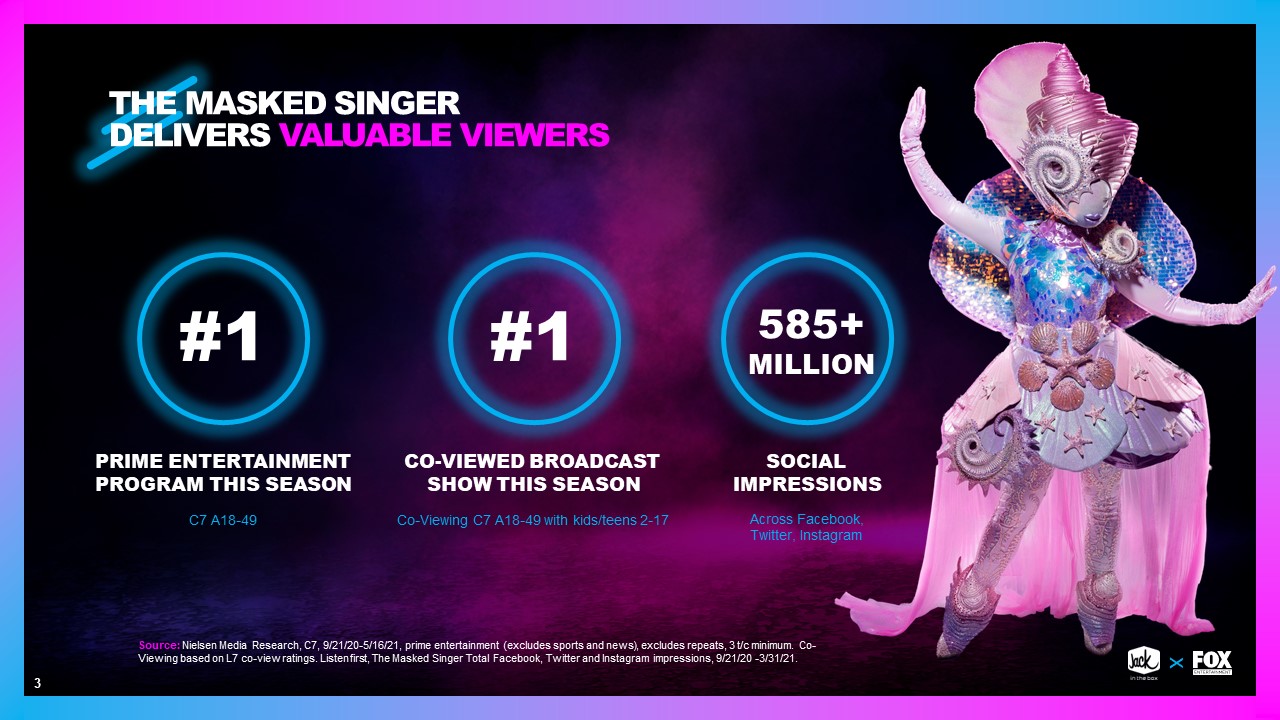 THE MASKED SINGER
DELIVERS VALUABLE VIEWERS
#1
PRIME ENTERTAINMENT
PROGRAM THIS SEASON
C7 A18-49
#1
CO-VIEWED BROADCAST
SHOW THIS SEASON
Co-Viewing C7 A18-49 with kids/teens 2-17
585+
MILLION
SOCIAL
IMPRESSIONS
Across Facebook,
Twitter, Instagram
Source: Nielsen Media Research, C7, 9/21/20-5/16/21, prime entertainment (excludes sports and news), excludes repeats, 3 t/c minimum. Co-
Viewing based on L7 co-view ratings. Listenfirst, The Masked Singer Total Facebook, Twitter and Instagram impressions, 9/21/20 -3/31/21.
3
Jack
in the box
X
FOX
ENTERTAINMENT